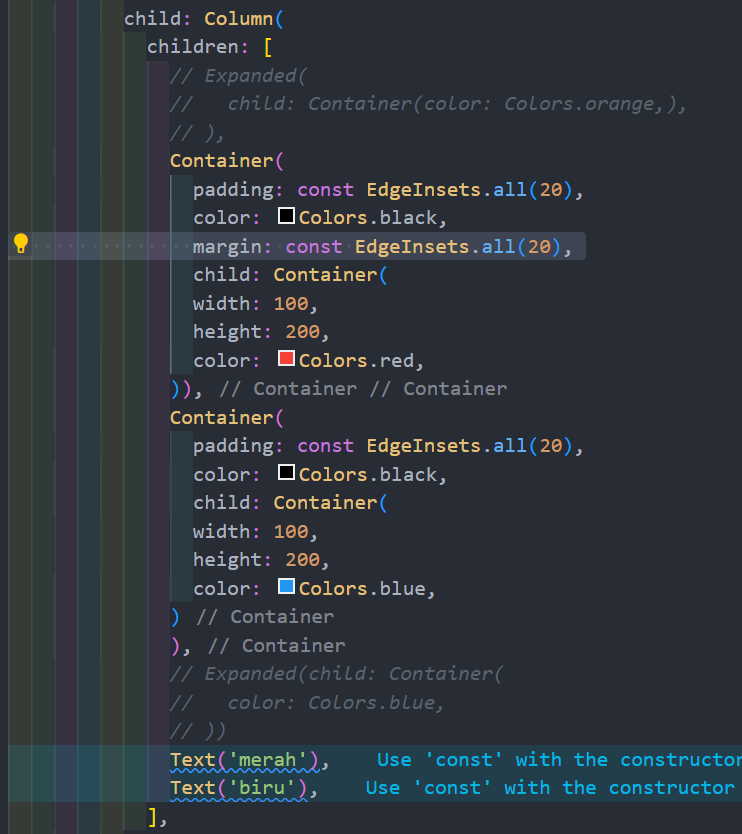 child: Column(
children: [
// Expanded(
//   child: Container(color: Colors.orange,),
// ),
Container(
padding: const EdgeInsets.all(20),
color: Colors.black,
margin: const EdgeInsets.all(20),
child: Container(
width: 100,
height: 200,
color: Colors.red,
)), // Container // Container
Container(
padding: const EdgeInsets.all(20),
color: Colors.black,
child: Container(
width: 100,
height: 200,
color: Colors.blue,
) // Container
), // Container
// Expanded(child: Container(
//   color: Colors.blue,
// ))
Text('merah'),    Use 'const' with the constructor
Text('biru'),    Use 'const' with the constructor
],